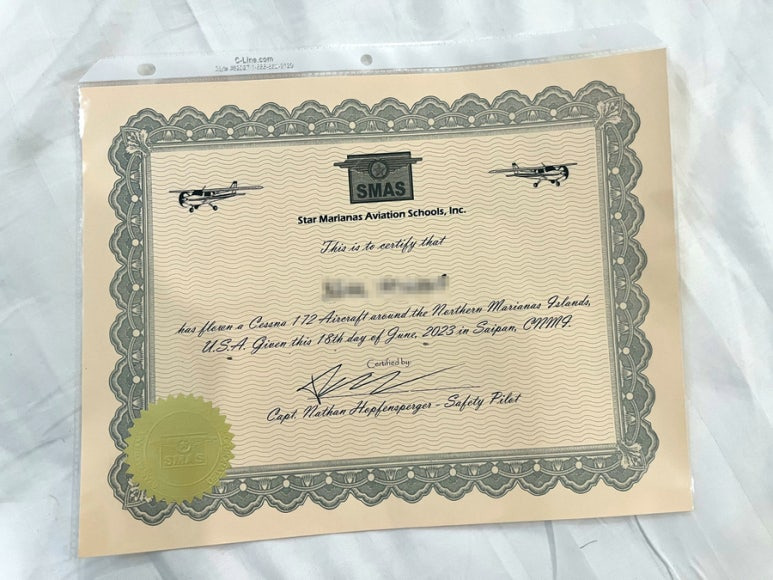 C-Line.com
SMAS
Star Marianas Aviation Schools, Inc.
This is to certify that
has flown a Cessna 172 Aircraft around the Northern Marianas Islands,
U.S.A. Given this 18th day of June, 2023 in Saipan, CNMI.
Certified by:
Capt. Nathan Hopfensperger - Safety Pilot
SMAS